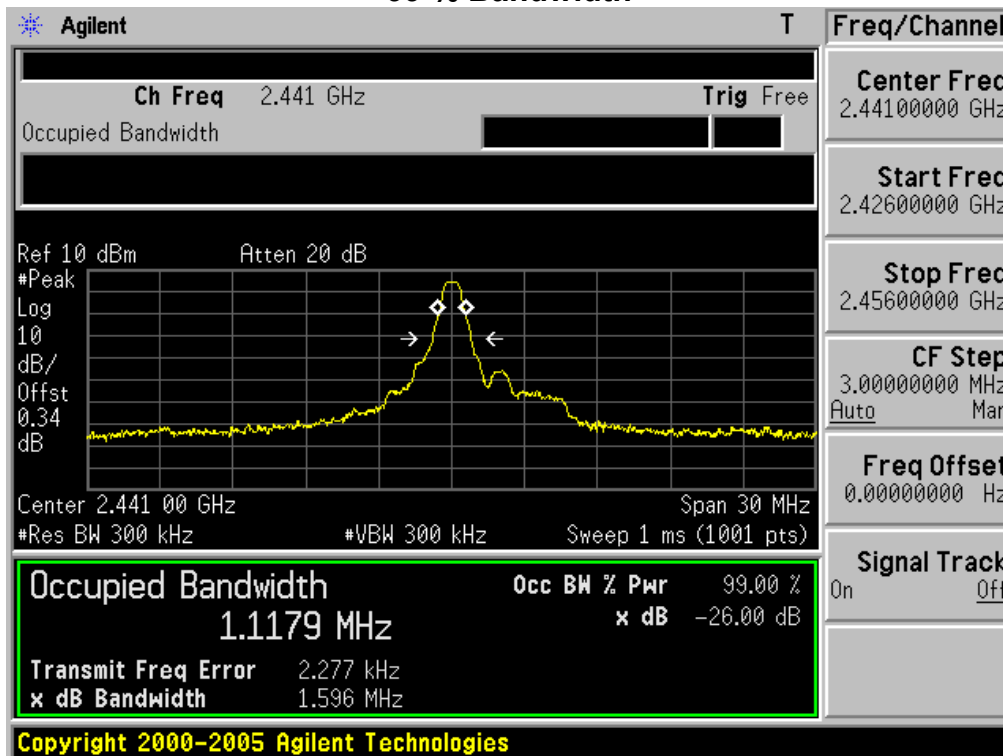 Agilent T Freq/Channel
Ch Freq 2.441 GHz Trig Free
Occupied Bandwidth
Center Freq
2.44100000 GHz
Start Freq
2.42600000 GHz
Stop Freq
2.45600000 GHz
CF Step
3.00000000 MHz
Auto Man
Freq Offset
0.00000000 Hz
Signal Track
On Off
Ref 10 dBm Atten 20 dB
#Peak
Log
10
dB/
Offst
0.34
dB
Center 2.441 00 GHz Span 30 MHz
#Res BW 300 kHz #VBW 300 kHz Sweep 1 ms (1001 pts)
Occupied Bandwidth Occ BW % Pwr 99.00 %
1.1179 MHz x dB -26.00 dB
Transmit Freq Error 2.277 kHz
x dB Bandwidth 1.596 MHz
Copyright 2000-2005 Agilent Technologies